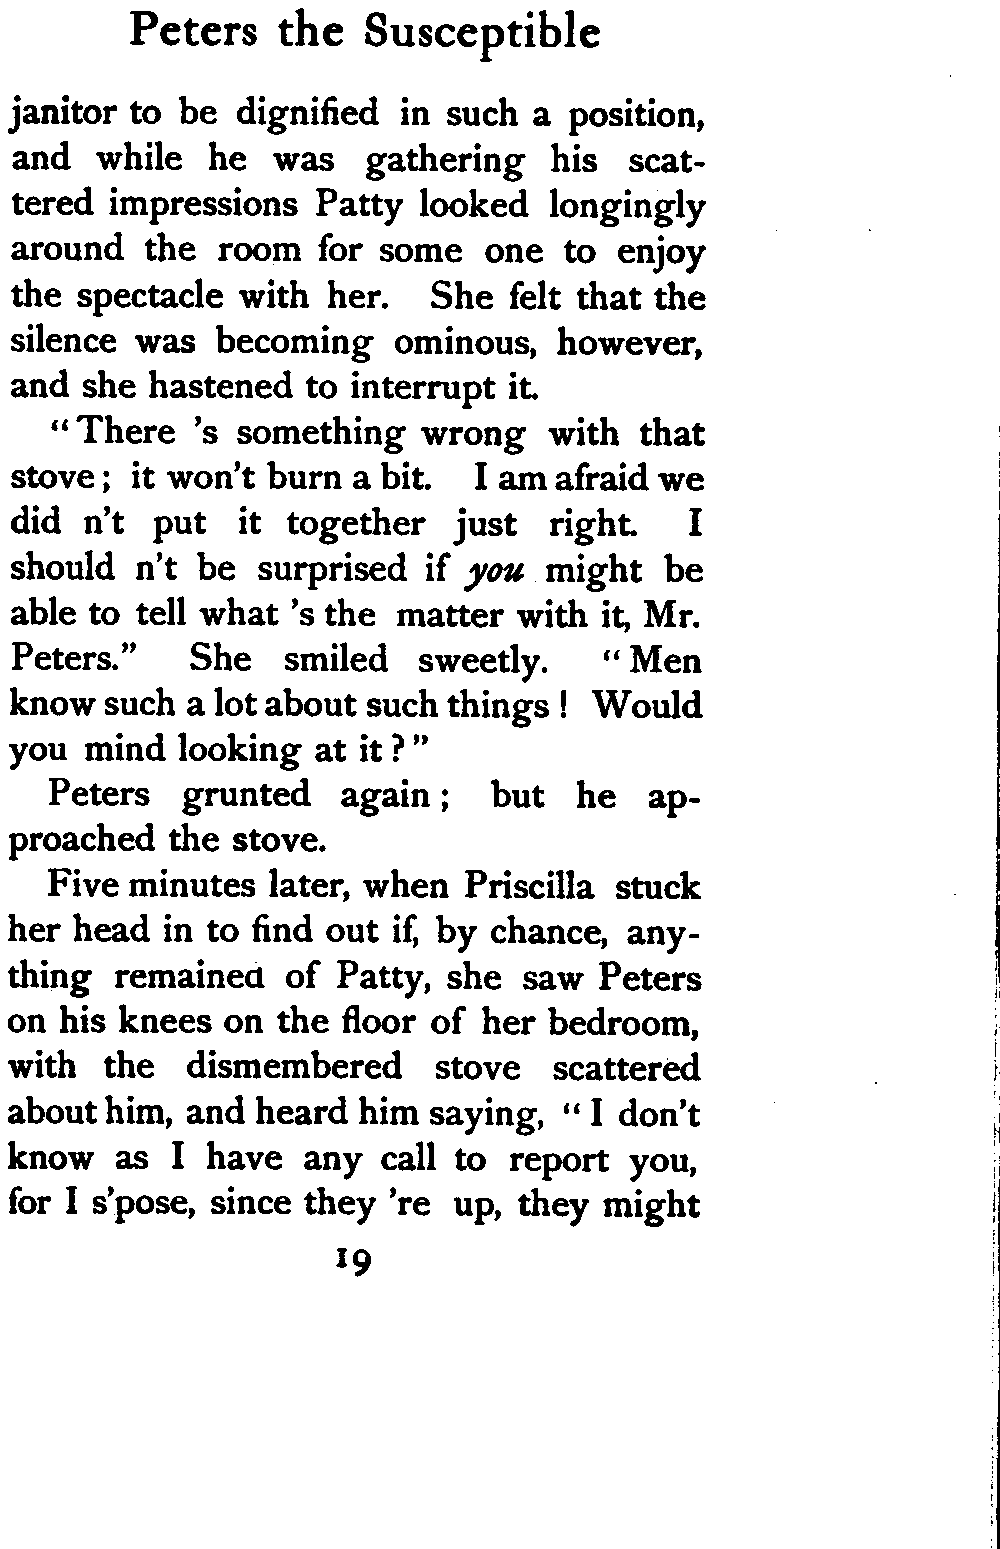 Peters the Susceptible
janitor to be dignified in such a position,
and while he was gathering his scat-
tered impressions Patty looked longingly
around the room for some one to enjoy
the spectacle with her. She felt that the
silence was becoming ominous, however,
and she hastened to interrupt it.
"There 's something wrong with that
stove; it won't burn a bit. I am afraid we
did n't put it together just right. I
should n't be surprised if you might be
able to tell what 's the matter with it, Mr.
Peters." She smiled sweetly. "Men
know such a lot about such things! Would
you mind looking at it?"
Peters grunted again; but he ap-
proached the stove.
Five minutes later, when Priscilla stuck
her head in to find out if, by chance, any-
thing remained of Patty, she saw Peters
on his knees on the floor of her bedroom,
with the dismembered stove scattered
about him, and heard him saying, "I don't
know as I have any call to report you,
for I s'pose, since they 're up, they might
19